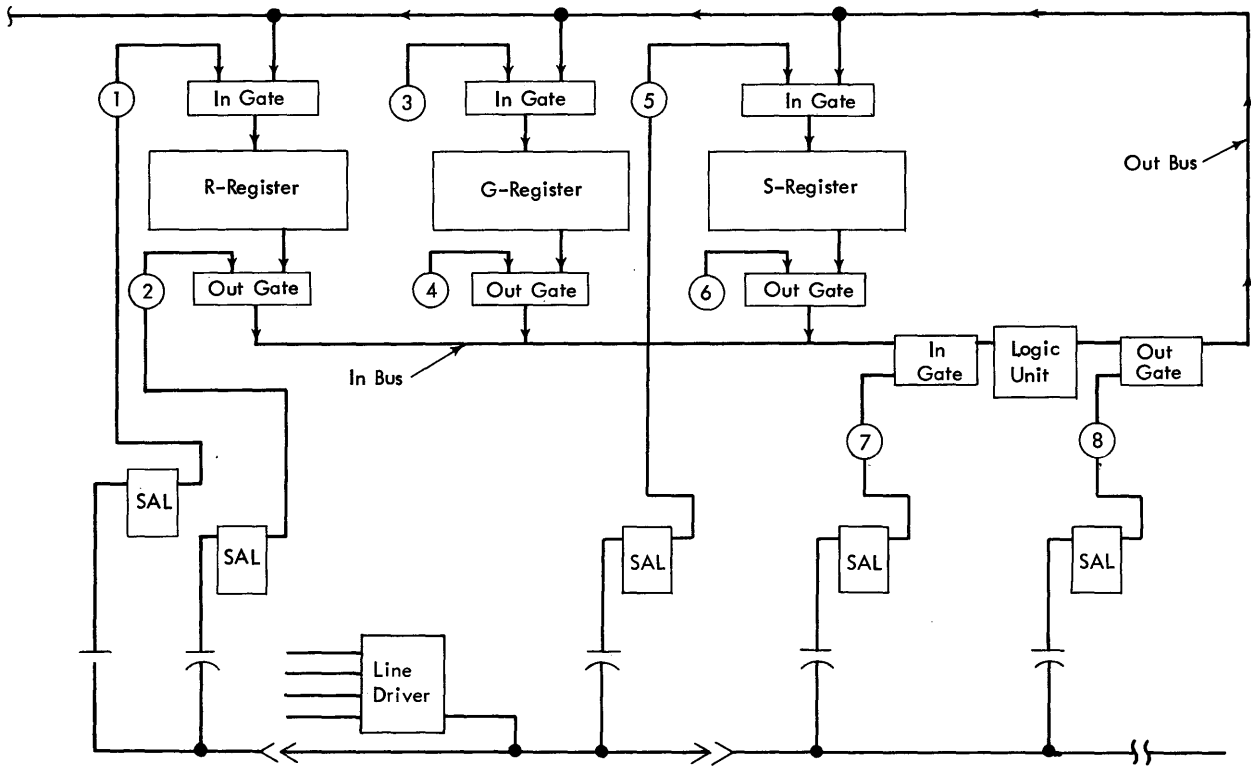 1
In Gate
3
In Gate
5
In Gate
Out Bus
R-Register
G-Register
S-Register
2
Out Gate
4
Out Gate
6
Out Gate
In Bus
In
Gate
Logic
Unit
Out
Gate
7
8
SAL
SAL
SAL
SAL
SAL
Line
Driver